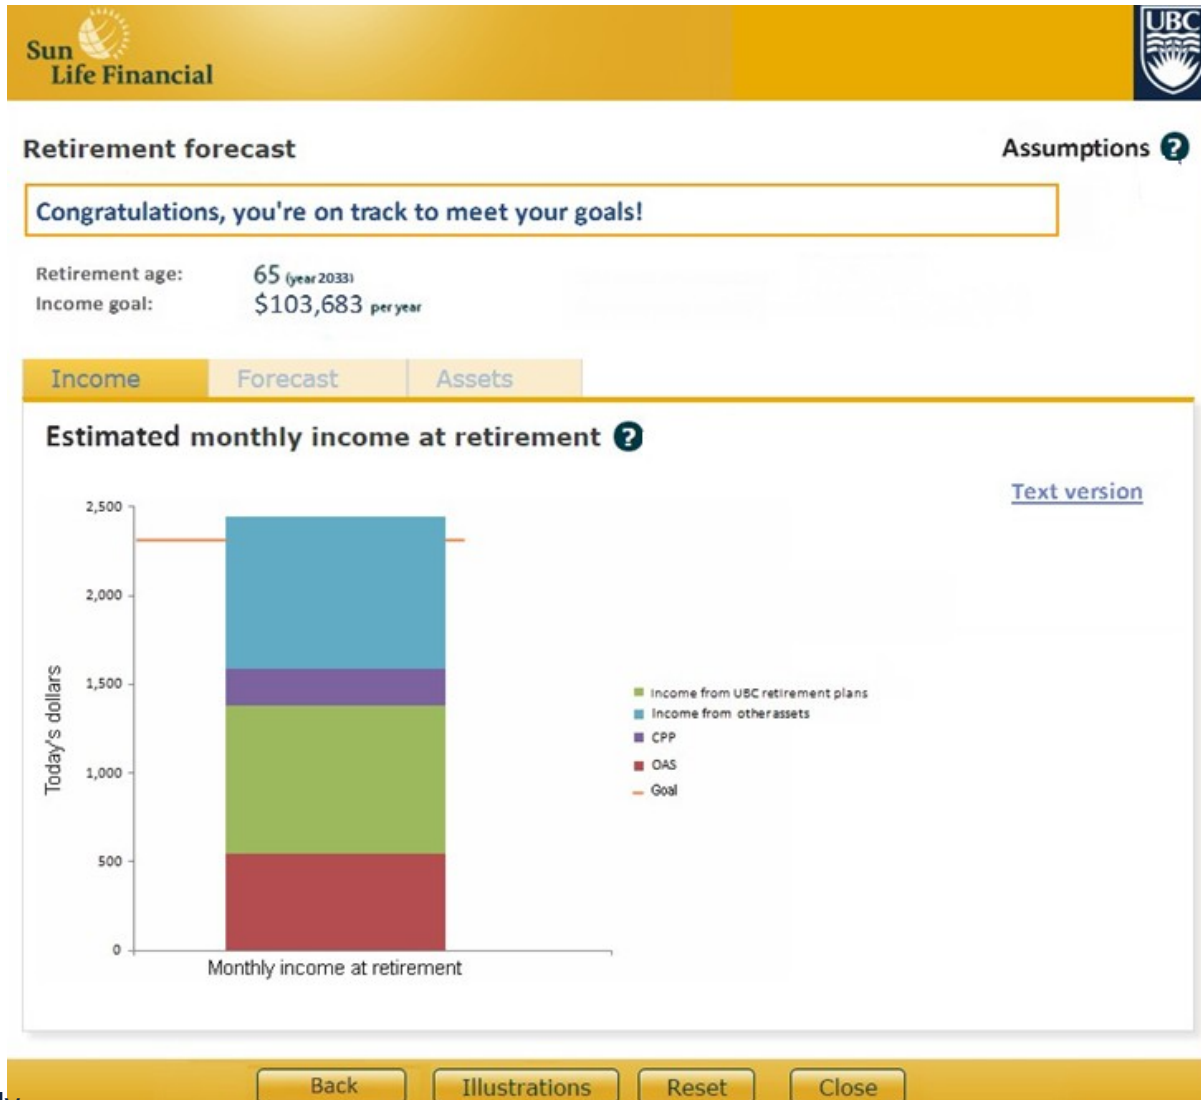 Sun
Life Financial
UBC
Retirement forecast
Assumptions ?
Congratulations, you're on track to meet your goals!
Retirement age: 65 (year 2033)
Income goal: $103,683 per year
Income Forecast Assets
Estimated monthly income at retirement ?
Text version
2,500
2,000
1,500
1,000
500
0
Today's dollars
Monthly income at retirement
Income from UBC retirement plans
Income from other assets
CPP
OAS
Goal
Back Illustrations Reset Close